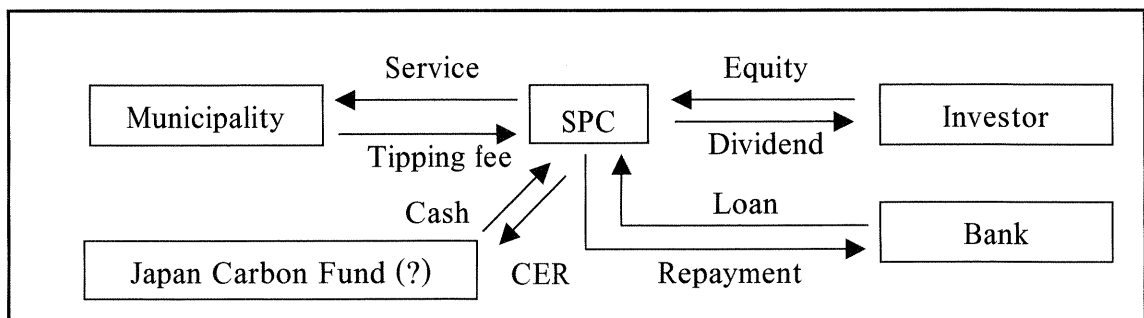 Service
Equity
Municipality
SPC
Investor
Tipping fee
Dividend
Cash
Loan
Bank
Japan Carbon Fund (?)
CER
Repayment